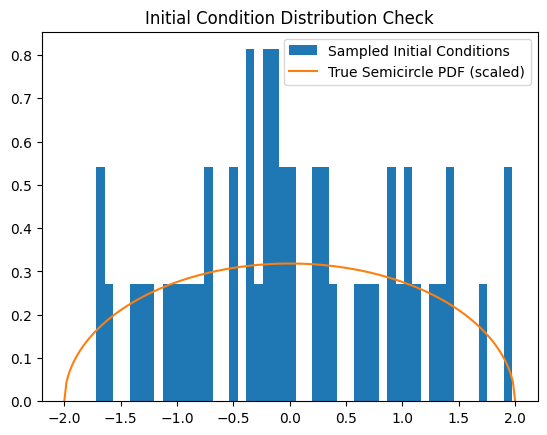 Initial Condition Distribution Check
Sampled Initial Conditions
True Semicircle PDF (scaled)
0.8
0.7
0.6
0.5
0.4
0.3
0.2
0.1
0.0
−2.0 −1.5 −1.0 −0.5 0.0 0.5 1.0 1.5 2.0